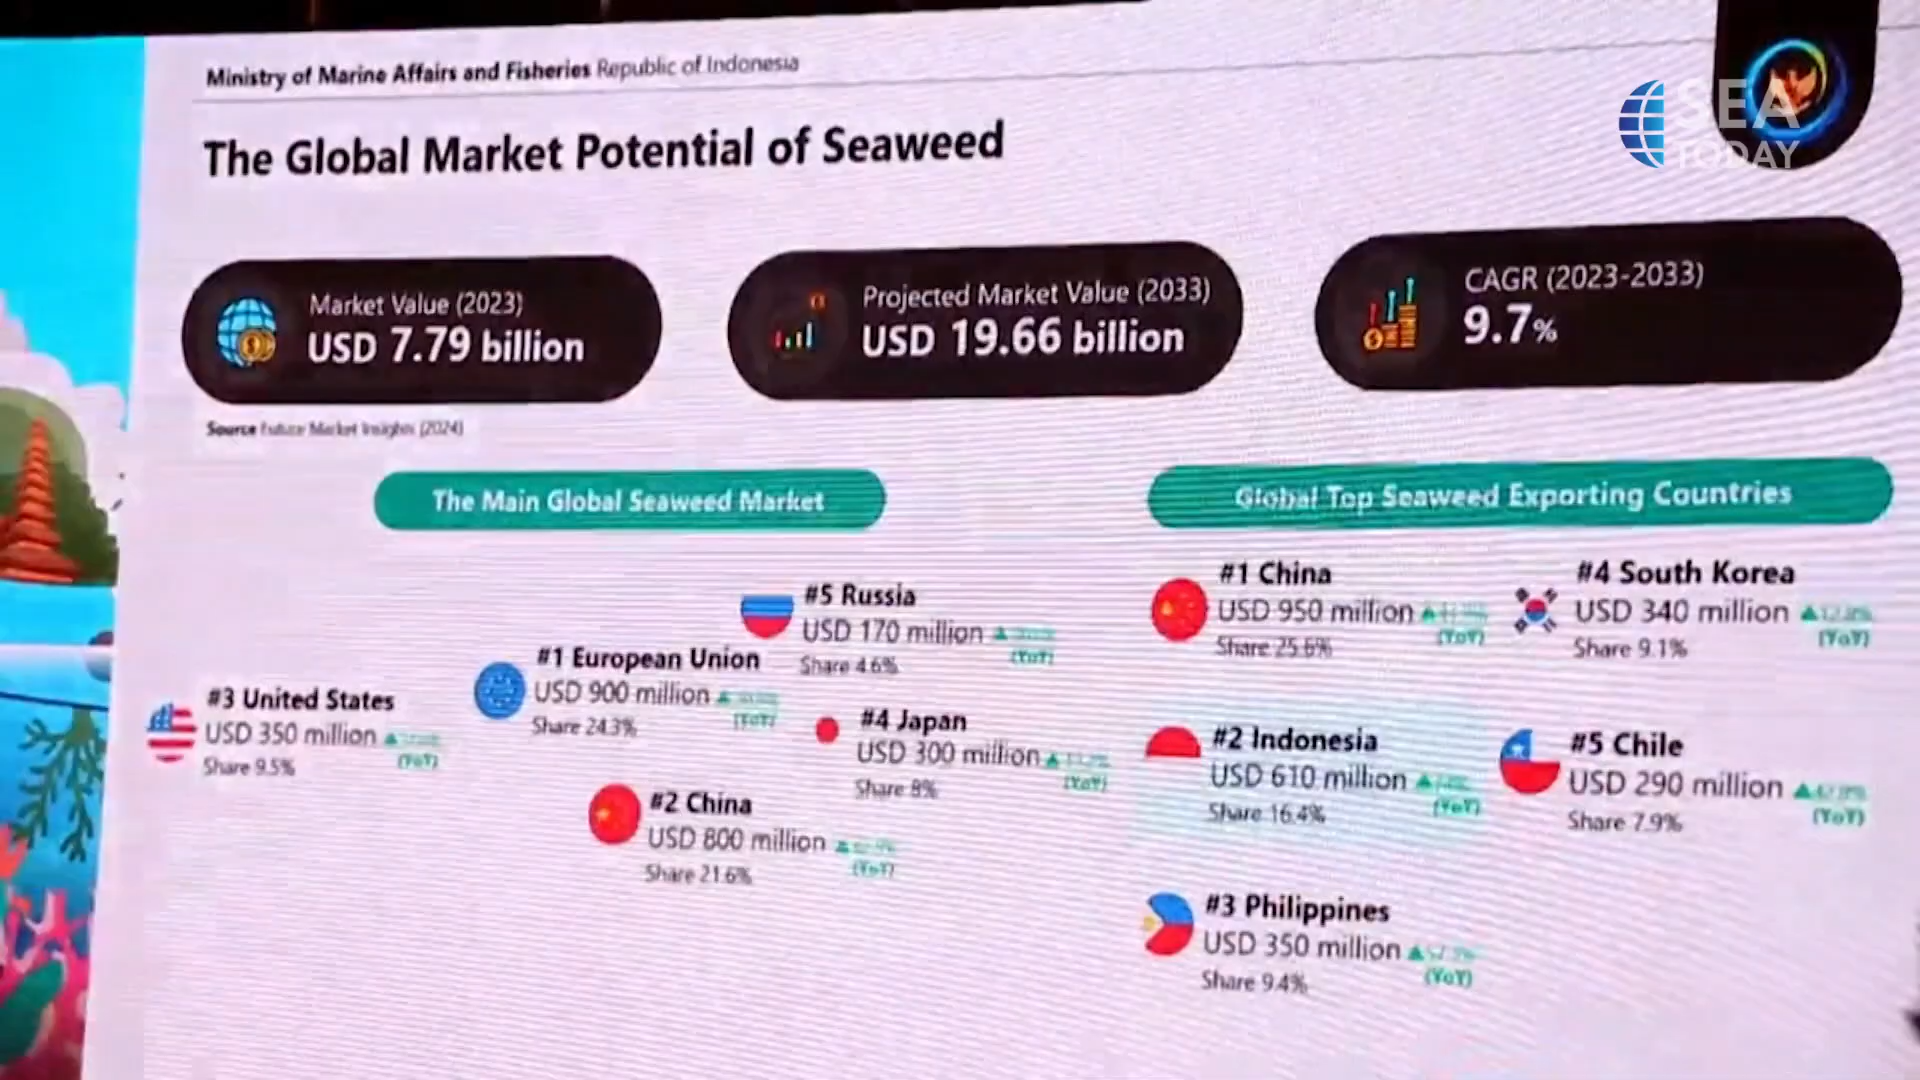 Ministry of Marine Affairs and Fisheries Republic of Indonesia
SEA
TODAY
The Global Market Potential of Seaweed
Market Value (2023)
USD 7.79 billion
Projected Market Value (2033)
USD 19.66 billion
CAGR (2023-2033)
9.7%
Source Future Market Insights (2024)
The Main Global Seaweed Market
#5 Russia
USD 170 million
(YoY)
Share 4.6%
#1 European Union
USD 900 million
(YoY)
Share 24.3%
#3 United States
USD 350 million
(YoY)
Share 9.5%
#4 Japan
USD 300 million
(YoY)
Share 8%
#2 China
USD 800 million
(YoY)
Share 21.6%
Global Top Seaweed Exporting Countries
#1 China
USD 950 million
(YoY)
Share 25.6%
#4 South Korea
USD 340 million
(YoY)
Share 9.1%
#2 Indonesia
USD 610 million
(YoY)
Share 16.4%
#5 Chile
USD 290 million
(YoY)
Share 7.9%
#3 Philippines
USD 350 million
(YoY)
Share 9.4%